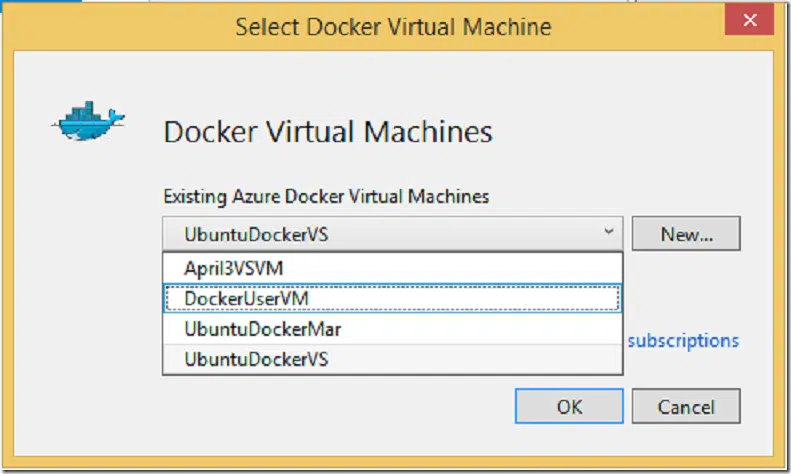 Select Docker Virtual Machine
Docker Virtual Machines
Existing Azure Docker Virtual Machines
UbuntuDockerVS
New...
April3VSVM
DockerUserVM
UbuntuDockerMar
UbuntuDockerVS
subscriptions
OK
Cancel